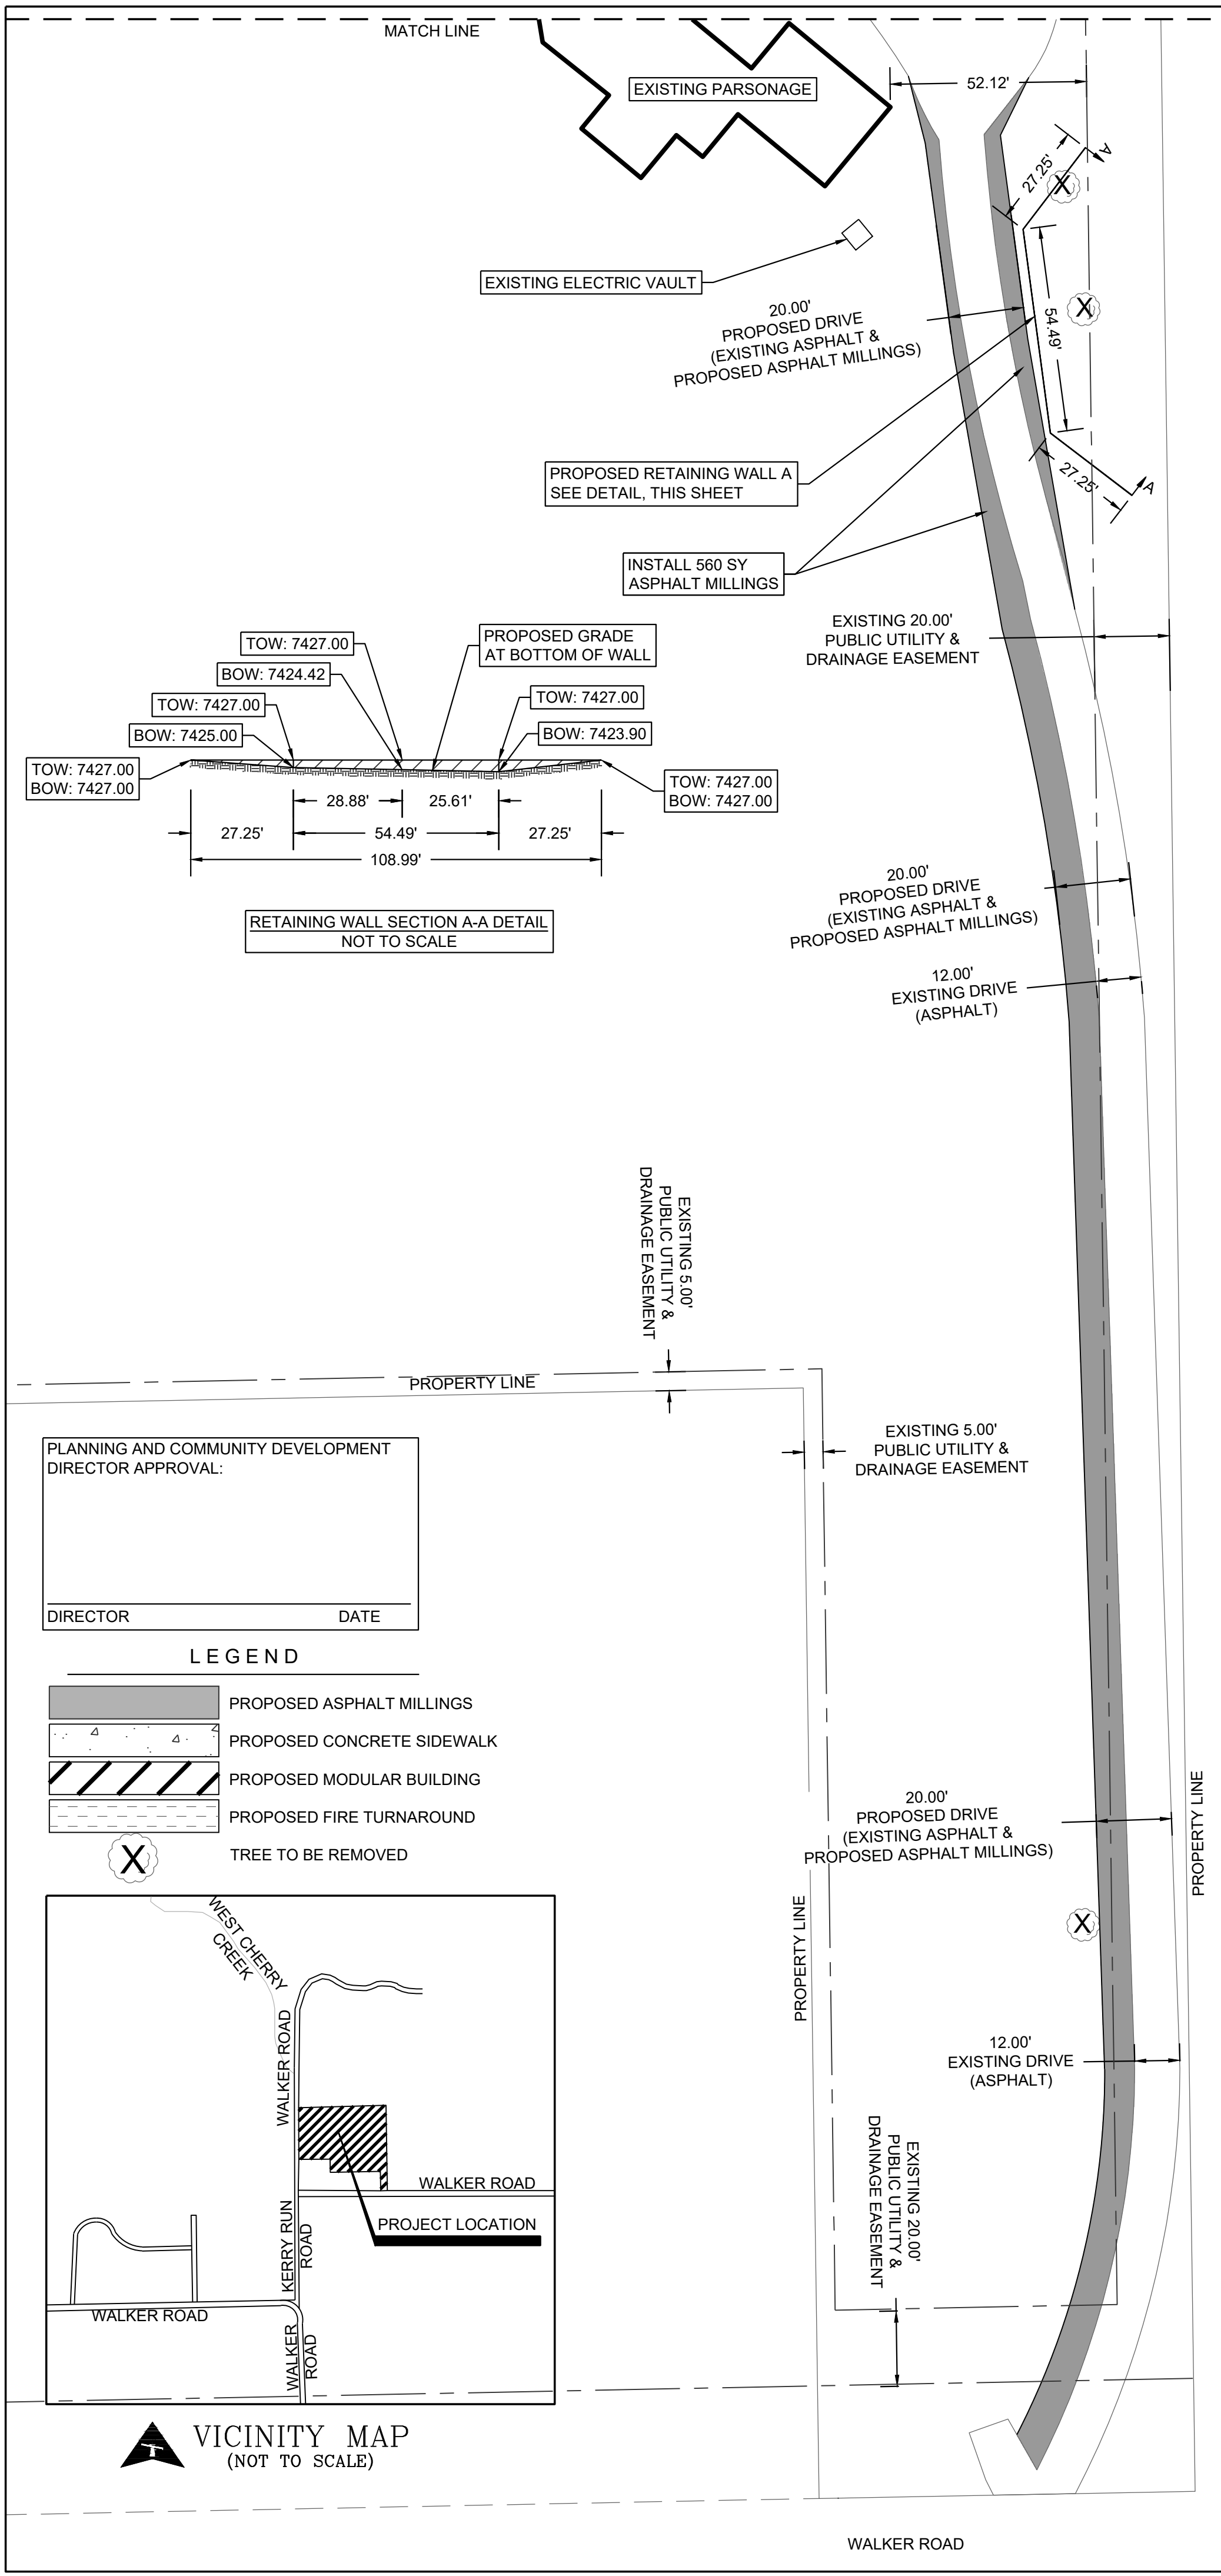 MATCH LINE
EXISTING PARSONAGE
52.12'
27.25'
A
X
EXISTING ELECTRIC VAULT
20.00'
PROPOSED DRIVE
(EXISTING ASPHALT &
PROPOSED ASPHALT MILLINGS)
X
54.49'
PROPOSED RETAINING WALL A
SEE DETAIL, THIS SHEET
27.25'
A
INSTALL 560 SY
ASPHALT MILLINGS
EXISTING 20.00'
PUBLIC UTILITY &
DRAINAGE EASEMENT
TOW: 7427.00
PROPOSED GRADE
AT BOTTOM OF WALL
BOW: 7424.42
TOW: 7427.00
TOW: 7427.00
BOW: 7425.00
BOW: 7423.90
TOW: 7427.00
BOW: 7427.00
TOW: 7427.00
BOW: 7427.00
28.88'
25.61'
27.25'
54.49'
27.25'
108.99'
RETAINING WALL SECTION A-A DETAIL
NOT TO SCALE
20.00'
PROPOSED DRIVE
(EXISTING ASPHALT &
PROPOSED ASPHALT MILLINGS)
12.00'
EXISTING DRIVE
(ASPHALT)
EXISTING 5.00'
PUBLIC UTILITY &
DRAINAGE EASEMENT
PROPERTY LINE
EXISTING 5.00'
PUBLIC UTILITY &
DRAINAGE EASEMENT
PLANNING AND COMMUNITY DEVELOPMENT
DIRECTOR APPROVAL:
DIRECTOR DATE
LEGEND
PROPOSED ASPHALT MILLINGS
PROPOSED CONCRETE SIDEWALK
PROPOSED MODULAR BUILDING
PROPOSED FIRE TURNAROUND
X TREE TO BE REMOVED
20.00'
PROPOSED DRIVE
(EXISTING ASPHALT &
PROPOSED ASPHALT MILLINGS)
PROPERTY LINE
PROPERTY LINE
X
12.00'
EXISTING DRIVE
(ASPHALT)
EXISTING 20.00'
PUBLIC UTILITY &
DRAINAGE EASEMENT
WEST CHERRY
CREEK
WALKER ROAD
WALKER ROAD
PROJECT LOCATION
KERRY RUN
ROAD
WALKER ROAD
WALKER
ROAD
VICINITY MAP
(NOT TO SCALE)
WALKER ROAD